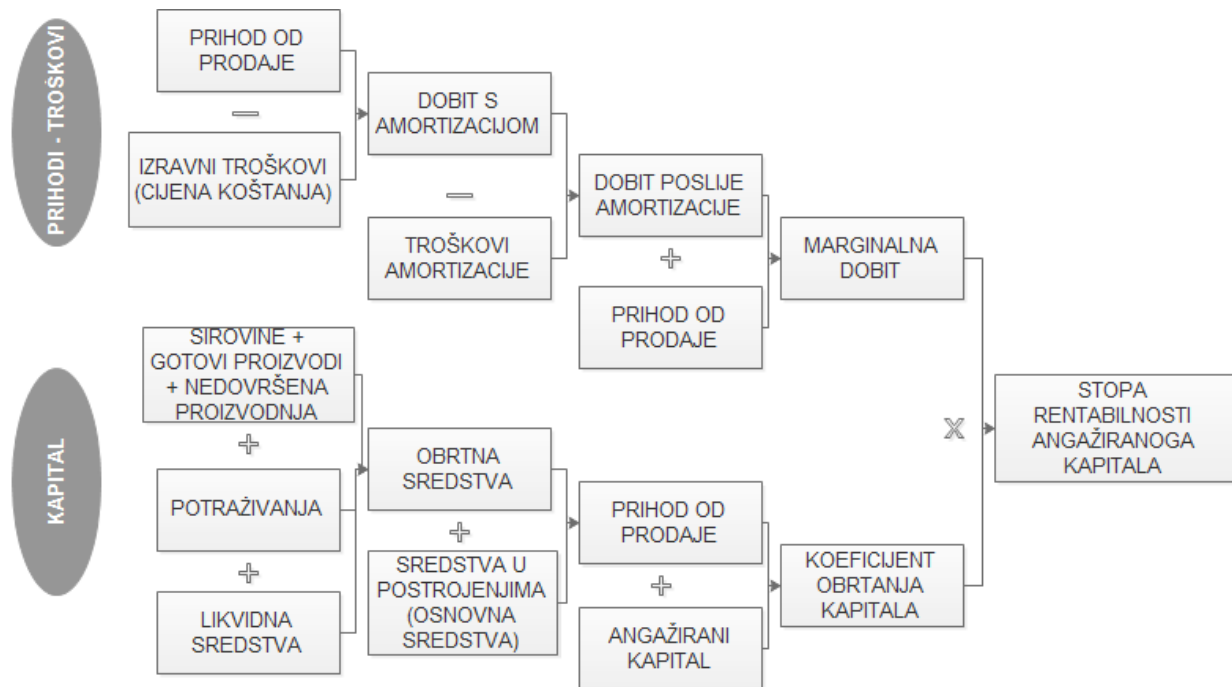 PRIHODI - TROŠKOVI
PRIHOD OD
PRODAJE
IZRAVNI TROŠKOVI
(CIJENA KOŠTANJA)
DOBIT S
AMORTIZACIJOM
TROŠKOVI
AMORTIZACIJE
DOBIT POSLIJE
AMORTIZACIJE
+
PRIHOD OD
PRODAJE
MARGINALNA
DOBIT
KAPITAL
SIROVINE +
GOTOVI PROIZVODI
+ NEDOVRŠENA
PROIZVODNJA
+
POTRAŽIVANJA
+
LIKVIDNA
SREDSTVA
OBRTNA
SREDSTVA
+
SREDSTVA U
POSTROJENJIMA
(OSNOVNA
SREDSTVA)
PRIHOD OD
PRODAJE
+
ANGAŽIRANI
KAPITAL
KOEFICIJENT
OBRTANJA
KAPITALA
X
STOPA
RENTABILNOSTI
ANGAŽIRANOGA
KAPITALA